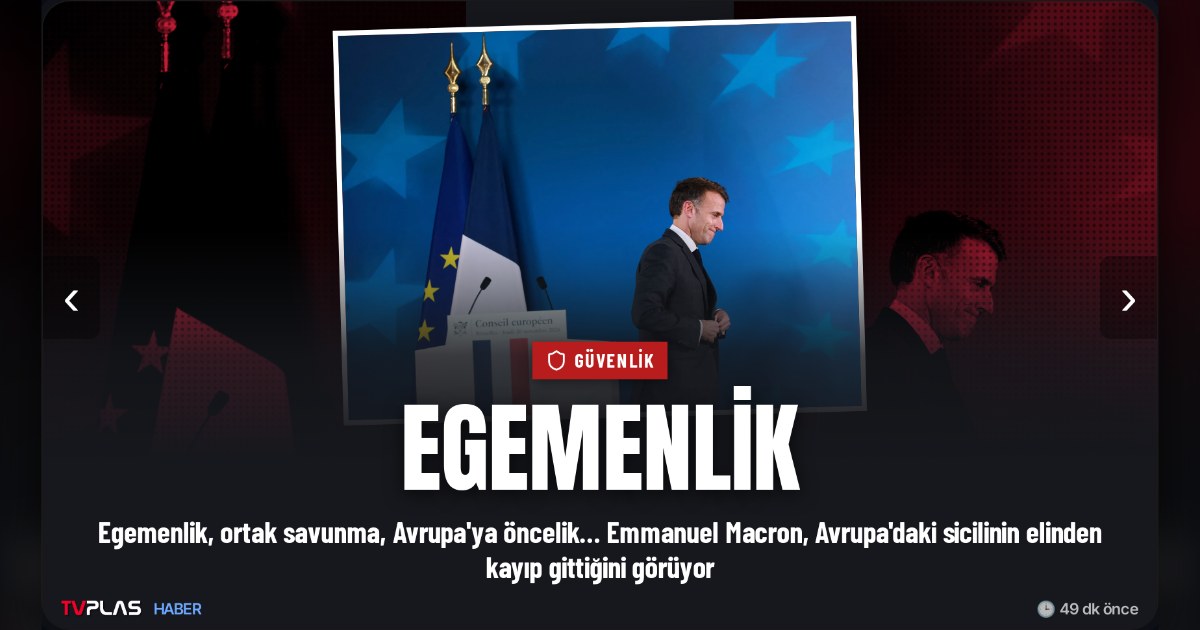 Conseil européen
GÜVENLİK
EGEMENLİK
Egemenlik, ortak savunma, Avrupa'ya öncelik... Emmanuel Macron, Avrupa'daki sicilinin elinden
kayıp gittiğini görüyor
TVPLAS HABER
49 dk önce